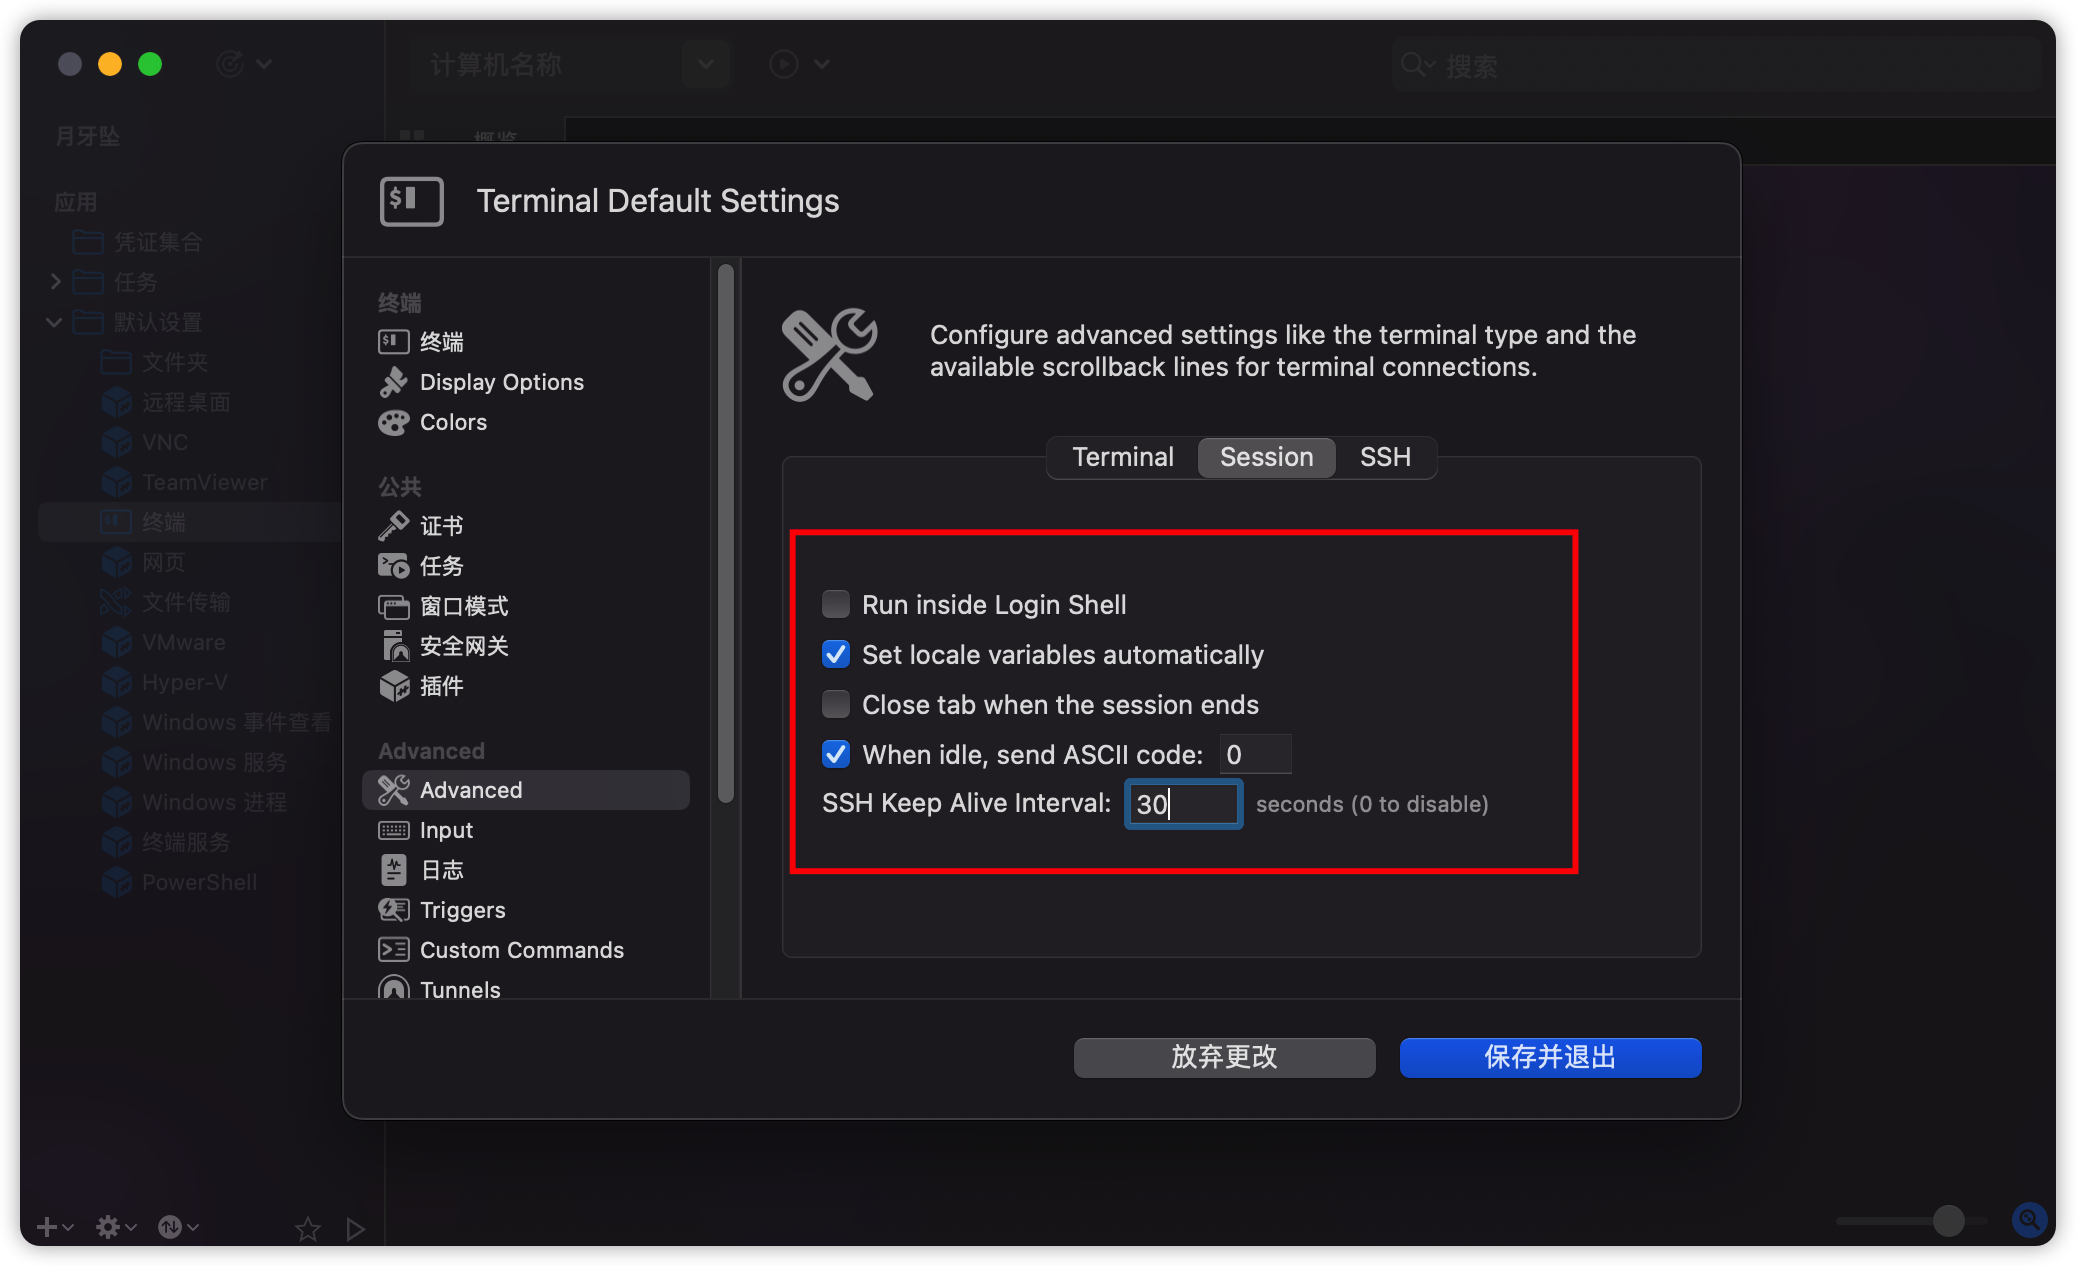 计算机名称
搜索
月牙坠
概览
应用
凭证集合
任务
默认设置
文件夹
远程桌面
VNC
TeamViewer
终端
网页
文件传输
VMware
Hyper-V
Windows 事件查看
Windows 服务
Windows 进程
终端服务
PowerShell
Terminal Default Settings
终端
终端
Display Options
Colors
公共
证书
任务
窗口模式
安全网关
插件
Advanced
Advanced
Input
日志
Triggers
Custom Commands
Tunnels
Configure advanced settings like the terminal type and the
available scrollback lines for terminal connections.
Terminal Session SSH
Run inside Login Shell
Set locale variables automatically
Close tab when the session ends
When idle, send ASCII code: 0
SSH Keep Alive Interval: 30 seconds (0 to disable)
放弃更改 保存并退出